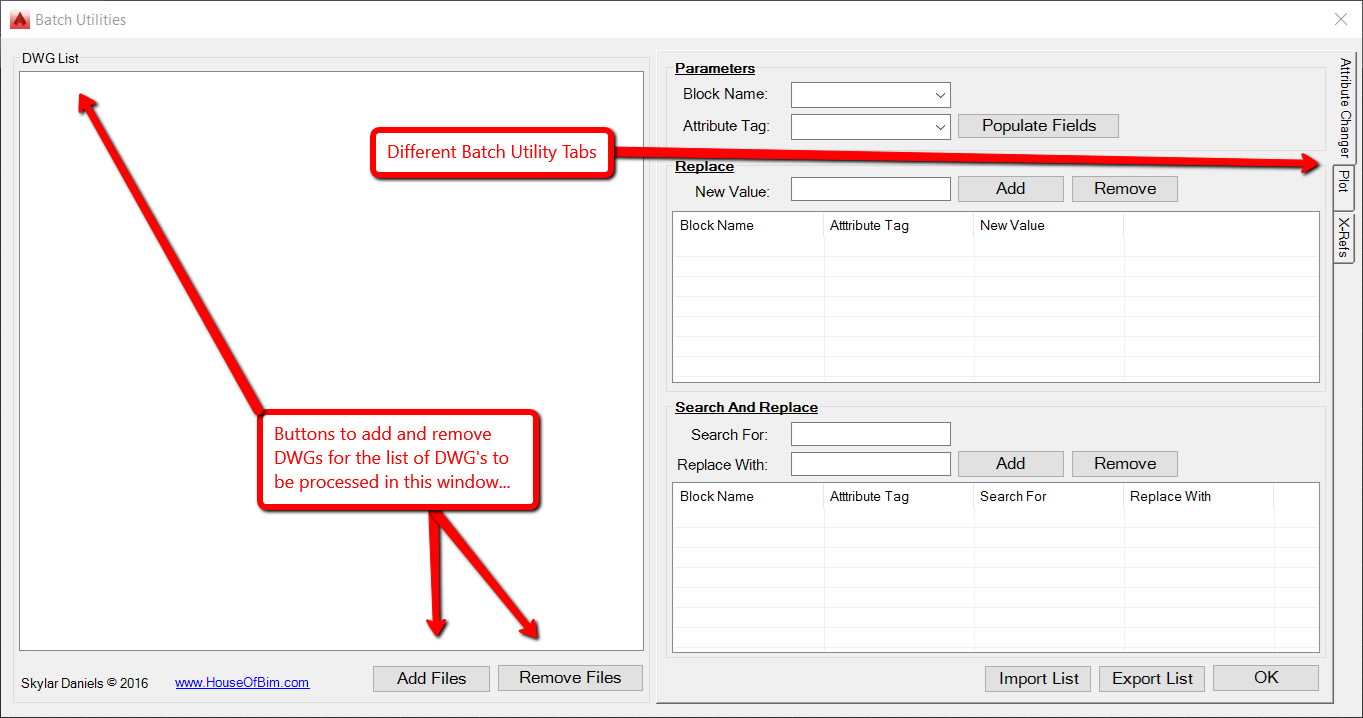 Batch Utilities
DWG List
Different Batch Utility Tabs
Buttons to add and remove
DWGs for the list of DWG's to
be processed in this window...
Skylar Daniels © 2016
www.HouseOfBim.com
Add Files
Remove Files
Parameters
Block Name:
Attribute Tag:
Populate Fields
Replace
New Value:
Add
Remove
Block Name Atttribute Tag New Value
Search And Replace
Search For:
Replace With:
Add
Remove
Block Name Atttribute Tag Search For Replace With
Import List
Export List
OK
Attribute Changer
Plot
X-Refs